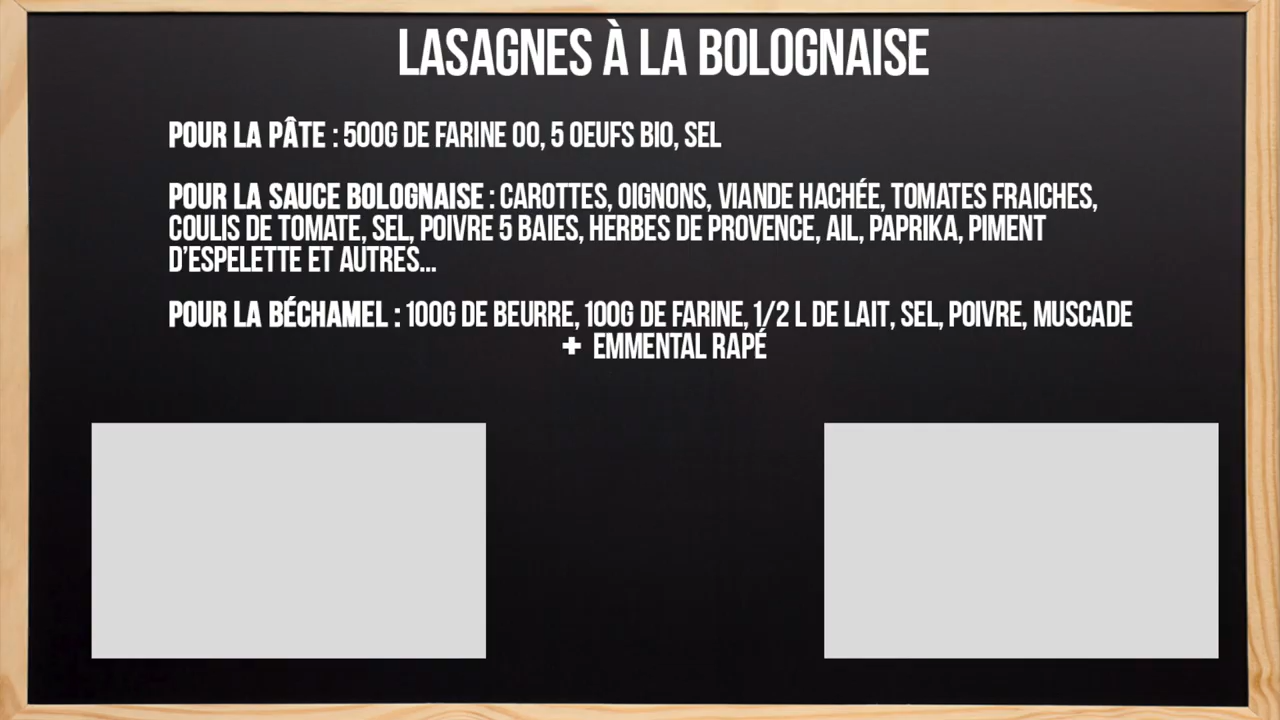 LASAGNES À LA BOLOGNAISE
POUR LA PÂTE : 500G DE FARINE 00, 5 OEUFS BIO, SEL
POUR LA SAUCE BOLOGNAISE : CAROTTES, OIGNONS, VIANDE HACHÉE, TOMATES FRAICHES,
COULIS DE TOMATE, SEL, POIVRE 5 BAIES, HERBES DE PROVENCE, AIL, PAPRIKA, PIMENT
D'ESPELETTE ET AUTRES...
POUR LA BÉCHAMEL : 100G DE BEURRE, 100G DE FARINE, 1/2 L DE LAIT, SEL, POIVRE, MUSCADE
+ EMMENTAL RAPÉ